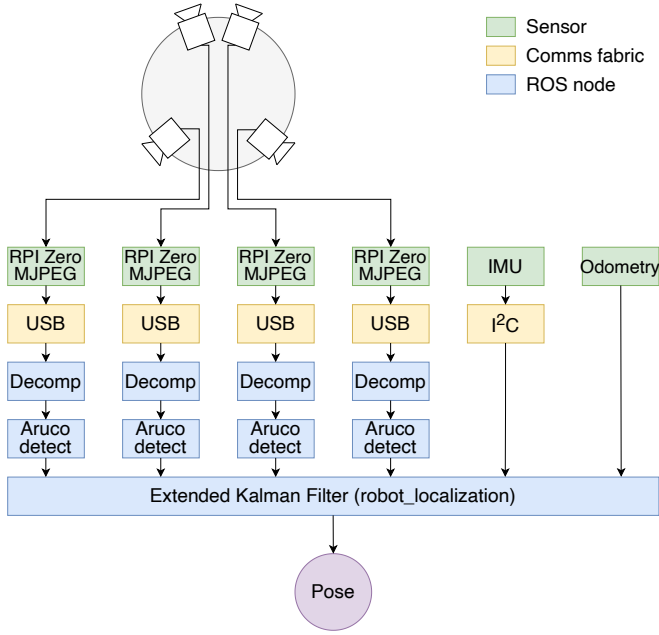 Sensor
Comms fabric
ROS node
RPI Zero
MJPEG
RPI Zero
MJPEG
RPI Zero
MJPEG
RPI Zero
MJPEG
IMU
Odometry
USB
USB
USB
USB
I²C
Decomp
Decomp
Decomp
Decomp
Aruco
detect
Aruco
detect
Aruco
detect
Aruco
detect
Extended Kalman Filter (robot_localization)
Pose